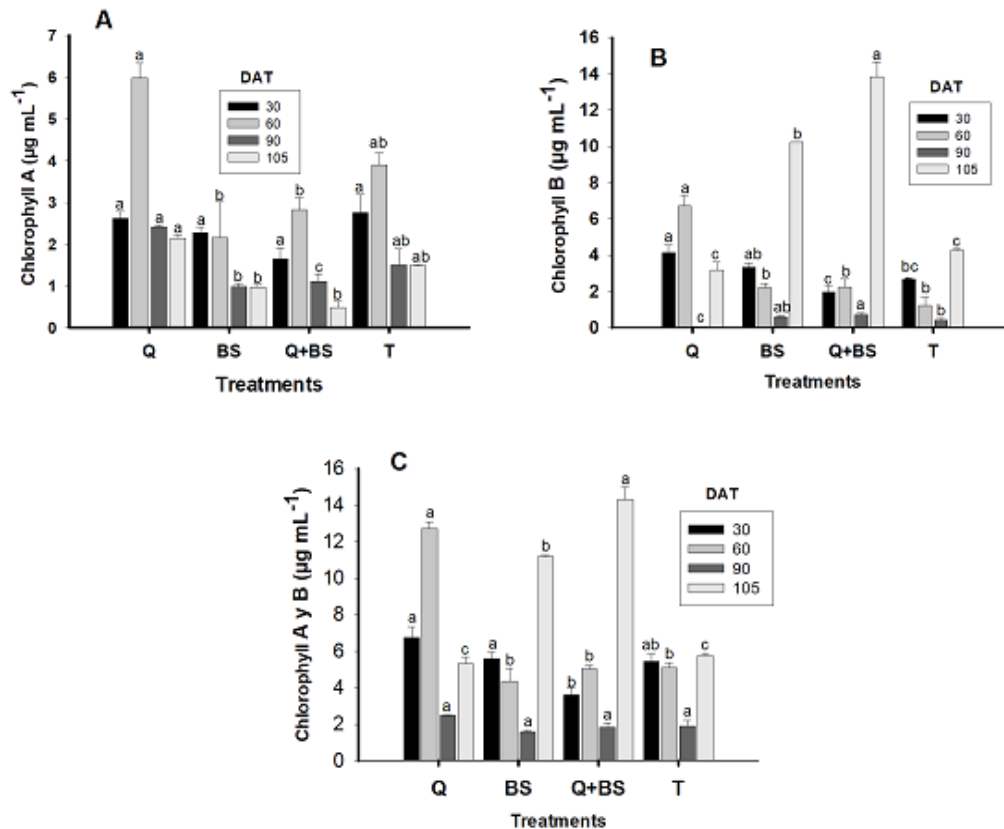 A
Chlorophyll A (µg mL⁻¹)
7
6
5
4
3
2
1
0
DAT
30
60
90
105
a a a a
a b b b
a b c b
a ab ab ab
Q BS Q+BS T
Treatments
B
Chlorophyll B (µg mL⁻¹)
16
14
12
10
8
6
4
2
0
DAT
30
60
90
105
a a c c
ab b ab b
c b a a
bc b b c
Q BS Q+BS T
Treatments
C
Chlorophyll A y B (µg mL⁻¹)
16
14
12
10
8
6
4
2
0
DAT
30
60
90
105
a a a c
a b a b
b b a a
ab b a c
Q BS Q+BS T
Treatments